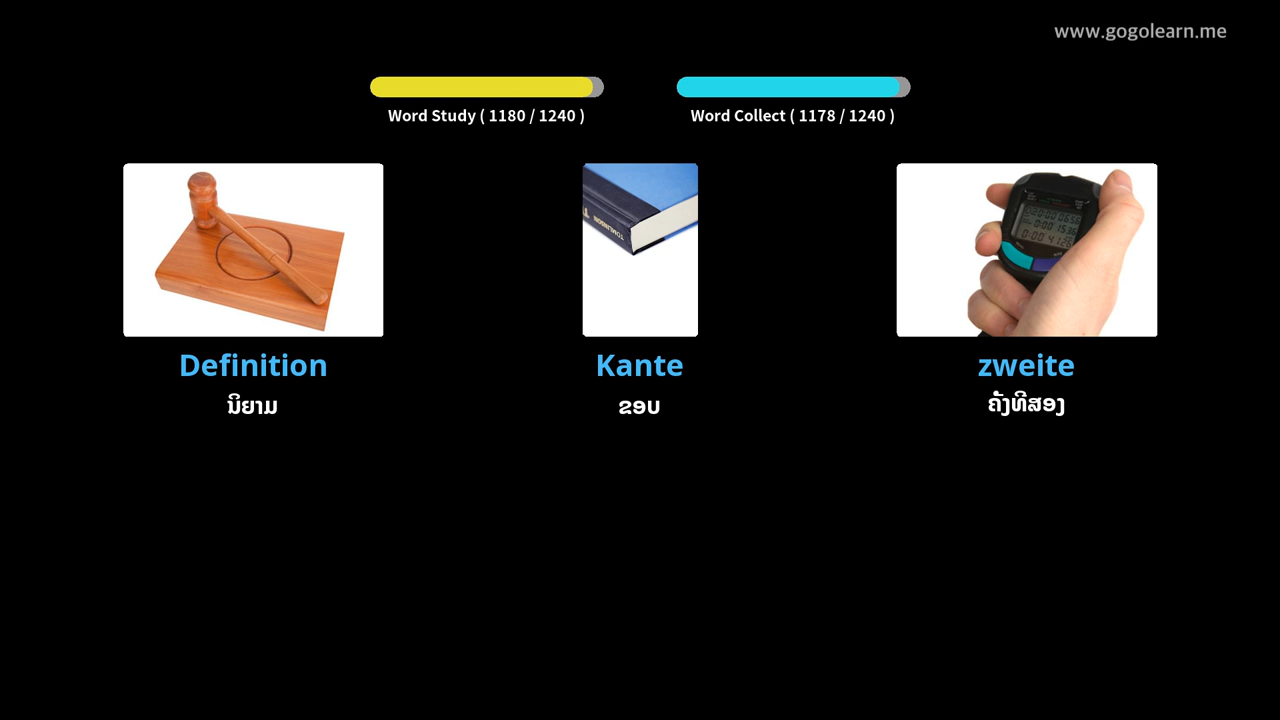 www.gogolearn.me
Word Study ( 1180 / 1240 )
Word Collect ( 1178 / 1240 )
TOMLINSON
Definition
Kante
zweite
ນິຍາມ
ຂອບ
ຄັ້ງທີສອງ